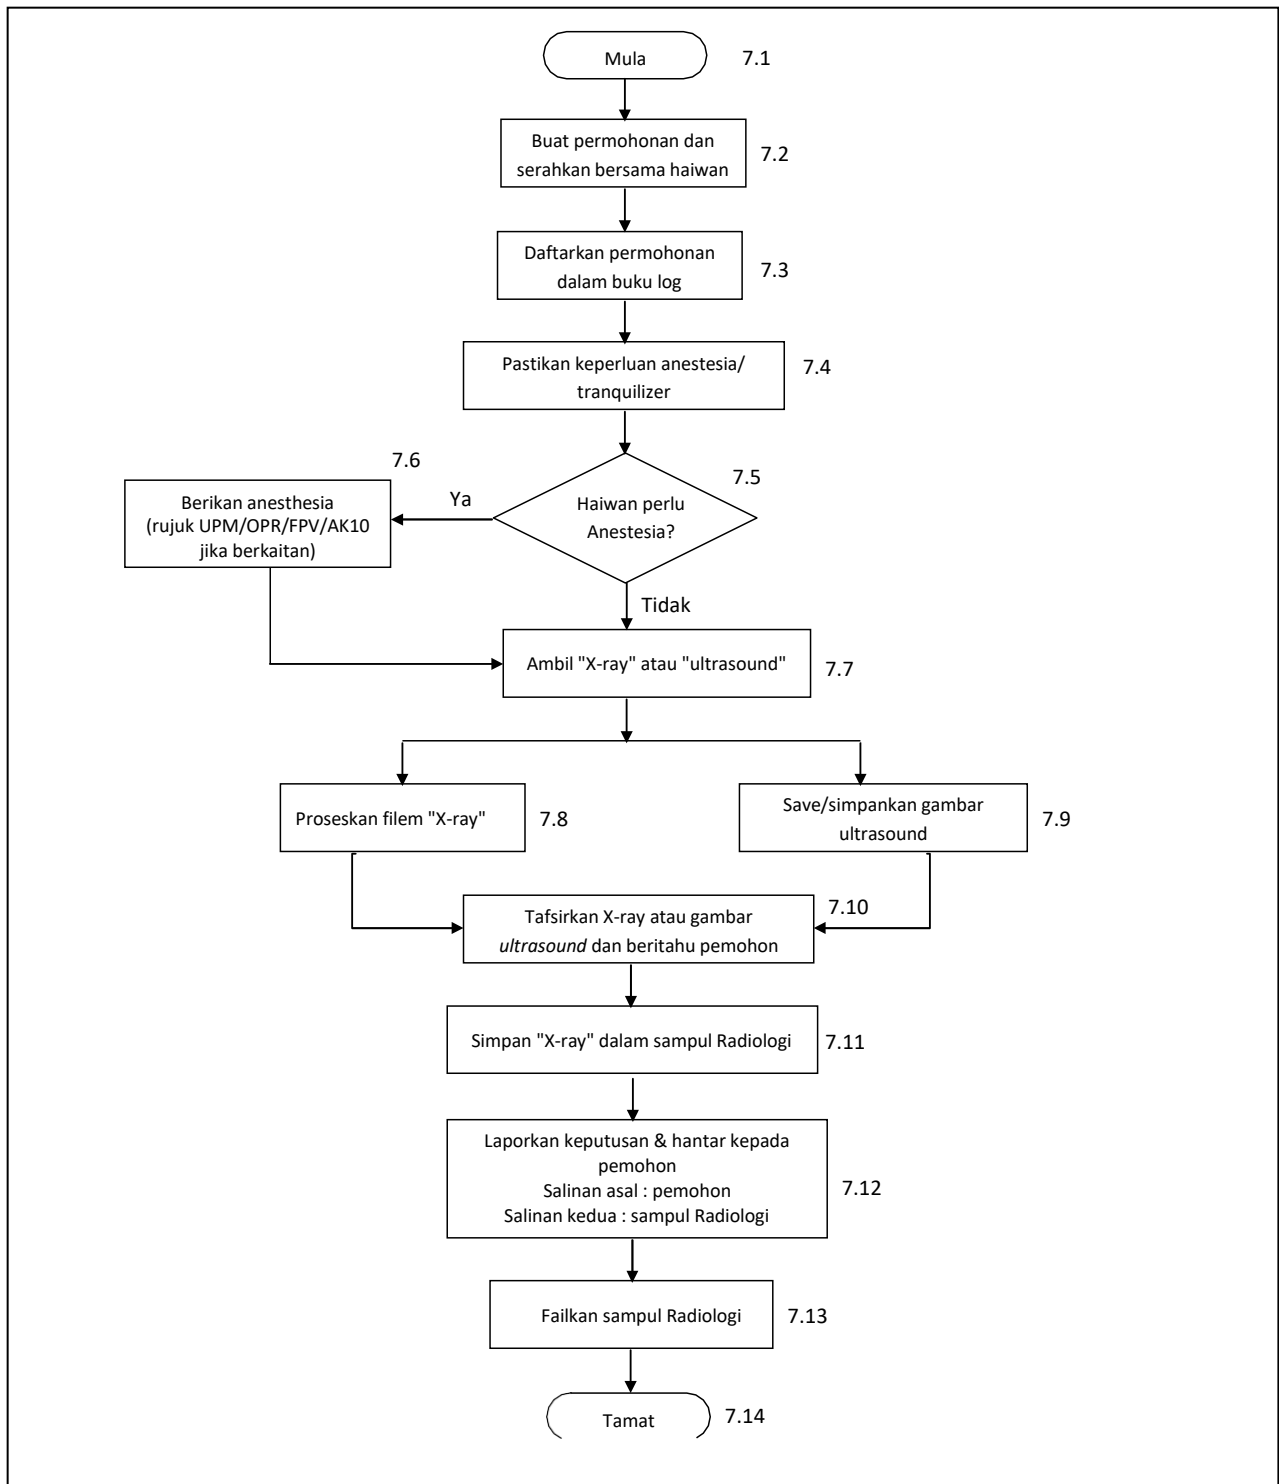 Mula
7.1
Buat permohonan dan
serahkan bersama haiwan
7.2
Daftarkan permohonan
dalam buku log
7.3
Pastikan keperluan anestesia/
tranquilizer
7.4
Haiwan perlu
Anestesia?
7.5
Ya
7.6
Berikan anesthesia
(rujuk UPM/OPR/FPV/AK10
jika berkaitan)
Tidak
Ambil "X-ray" atau "ultrasound"
7.7
Proseskan filem "X-ray"
7.8
Save/simpankan gambar
ultrasound
7.9
Tafsirkan X-ray atau gambar
ultrasound dan beritahu pemohon
7.10
Simpan "X-ray" dalam sampul Radiologi
7.11
Laporkan keputusan & hantar kepada
pemohon
Salinan asal : pemohon
Salinan kedua : sampul Radiologi
7.12
Failkan sampul Radiologi
7.13
Tamat
7.14